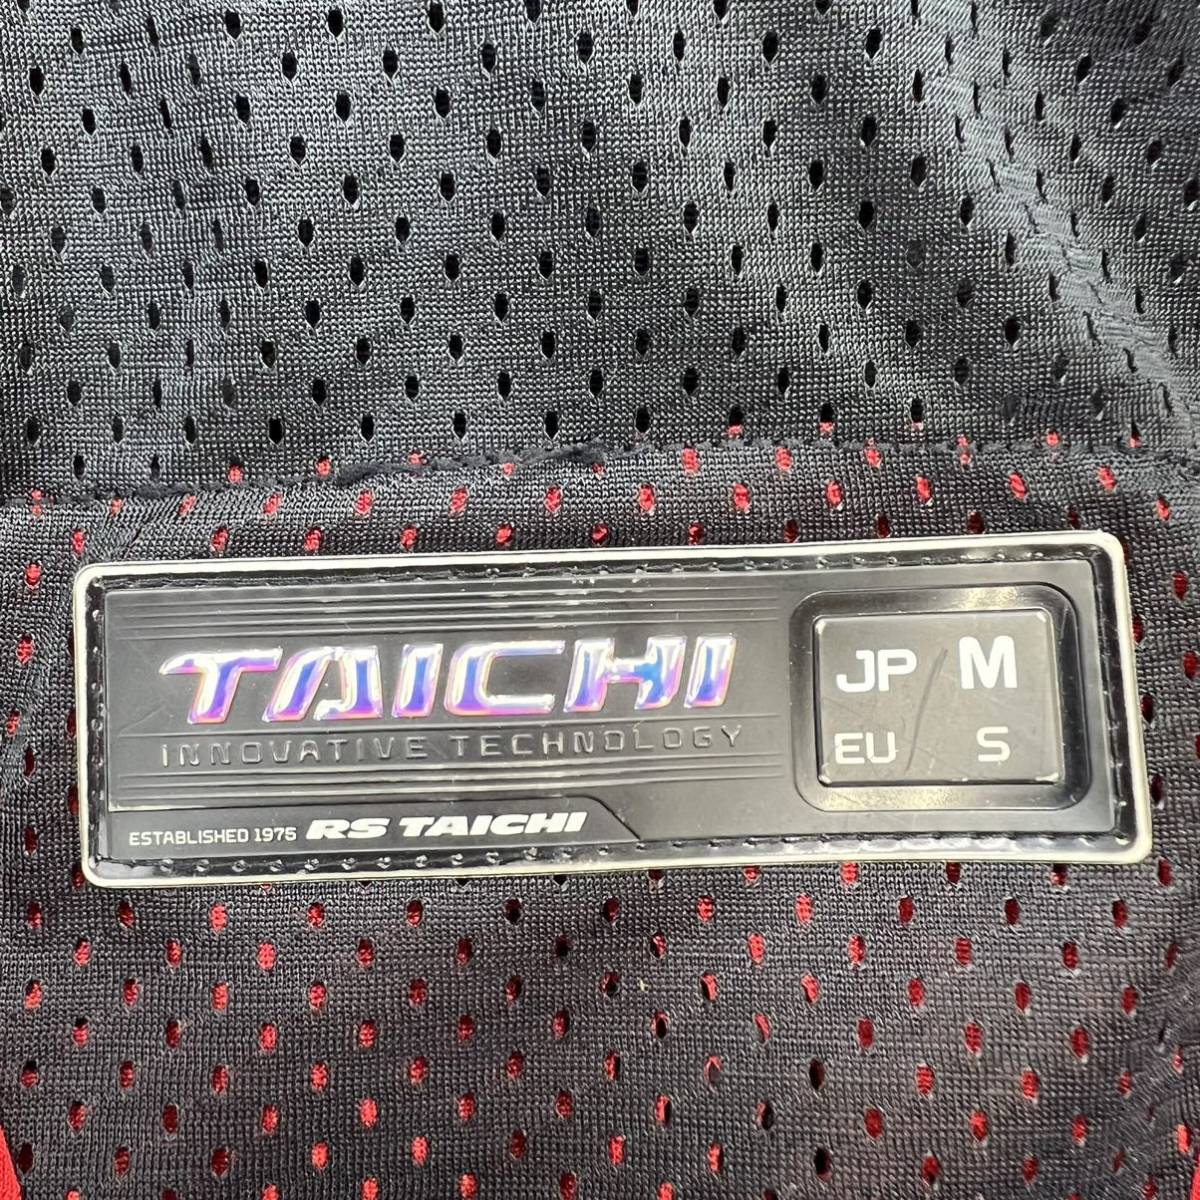 TAICHI
INNOVATIVE TECHNOLOGY
ESTABLISHED 1975 RS TAICHI
JP / M
EU / S